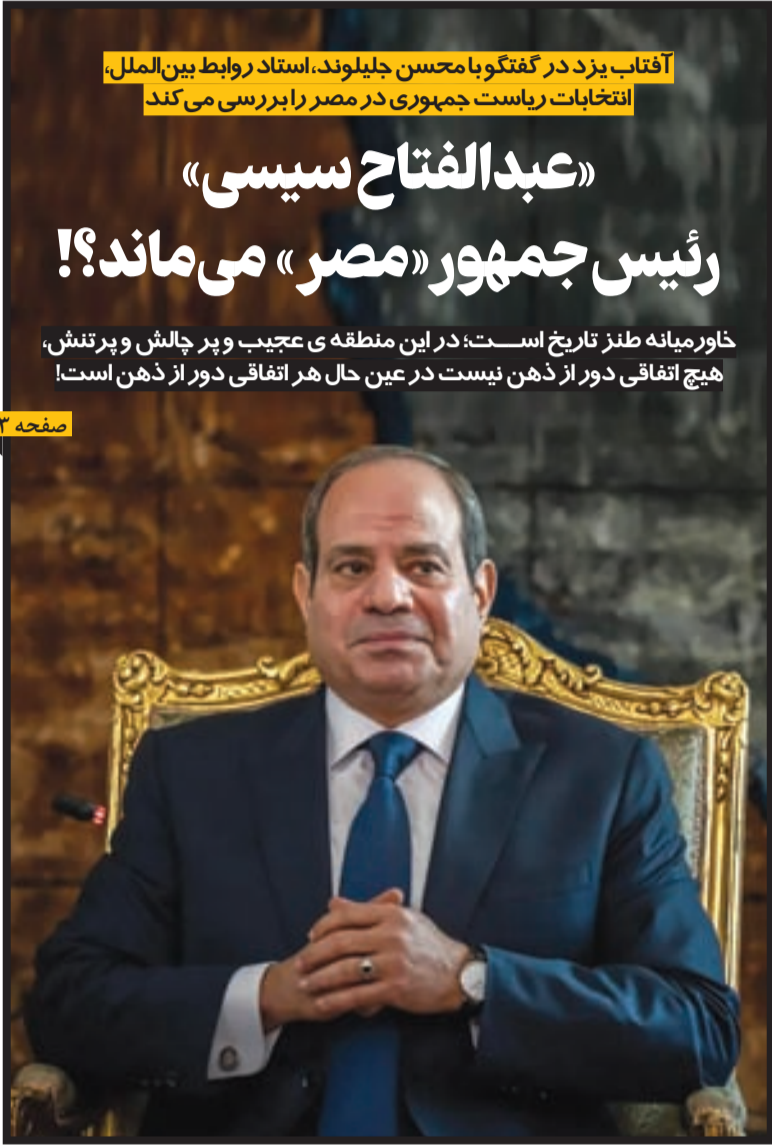 آفتاب یزد در گفتگو با محسن جلیلوند، استاد روابط بین‌الملل،
انتخابات ریاست جمهوری در مصر را بررسی می‌کند
«عبدالفتاح سیسی»
رئیس جمهور «مصر» می‌ماند؟!
خاورمیانه طنز تاریخ است؛ در این منطقه ی عجیب و پر چالش و پرتنش،
هیچ اتفاقی دور از ذهن نیست در عین حال هر اتفاقی دور از ذهن است!
صفحه ۳